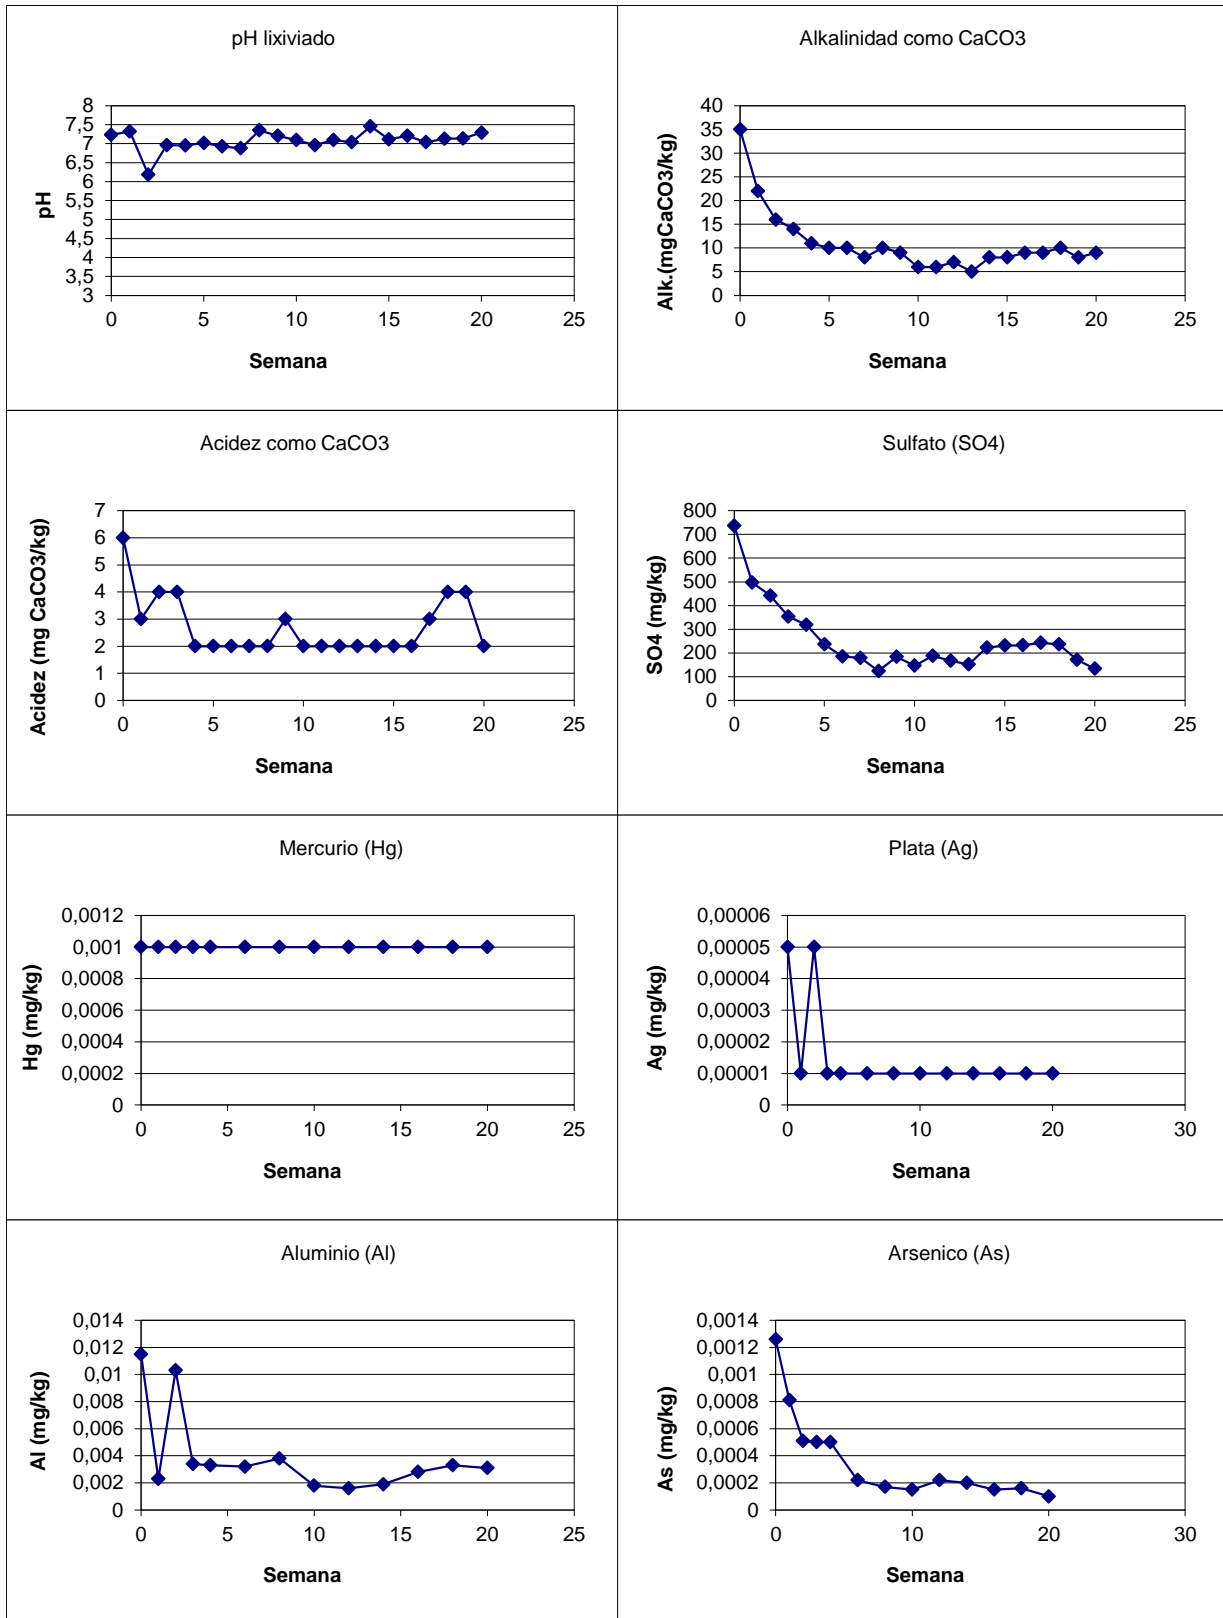 pH lixiviado
8
7,5
7
6,5
6
5,5
5
4,5
4
3,5
3
pH
0 5 10 15 20 25
Semana
Alkalinidad como CaCO3
40
35
30
25
20
15
10
5
0
Alk.(mgCaCO3/kg)
0 5 10 15 20 25
Semana
Acidez como CaCO3
7
6
5
4
3
2
1
0
Acidez (mg CaCO3/kg)
0 5 10 15 20 25
Semana
Sulfato (SO4)
800
700
600
500
400
300
200
100
0
SO4 (mg/kg)
0 5 10 15 20 25
Semana
Mercurio (Hg)
0,0012
0,001
0,0008
0,0006
0,0004
0,0002
0
Hg (mg/kg)
0 5 10 15 20 25
Semana
Plata (Ag)
0,00006
0,00005
0,00004
0,00003
0,00002
0,00001
0
Ag (mg/kg)
0 10 20 30
Semana
Aluminio (Al)
0,014
0,012
0,01
0,008
0,006
0,004
0,002
0
Al (mg/kg)
0 5 10 15 20 25
Semana
Arsenico (As)
0,0014
0,0012
0,001
0,0008
0,0006
0,0004
0,0002
0
As (mg/kg)
0 10 20 30
Semana